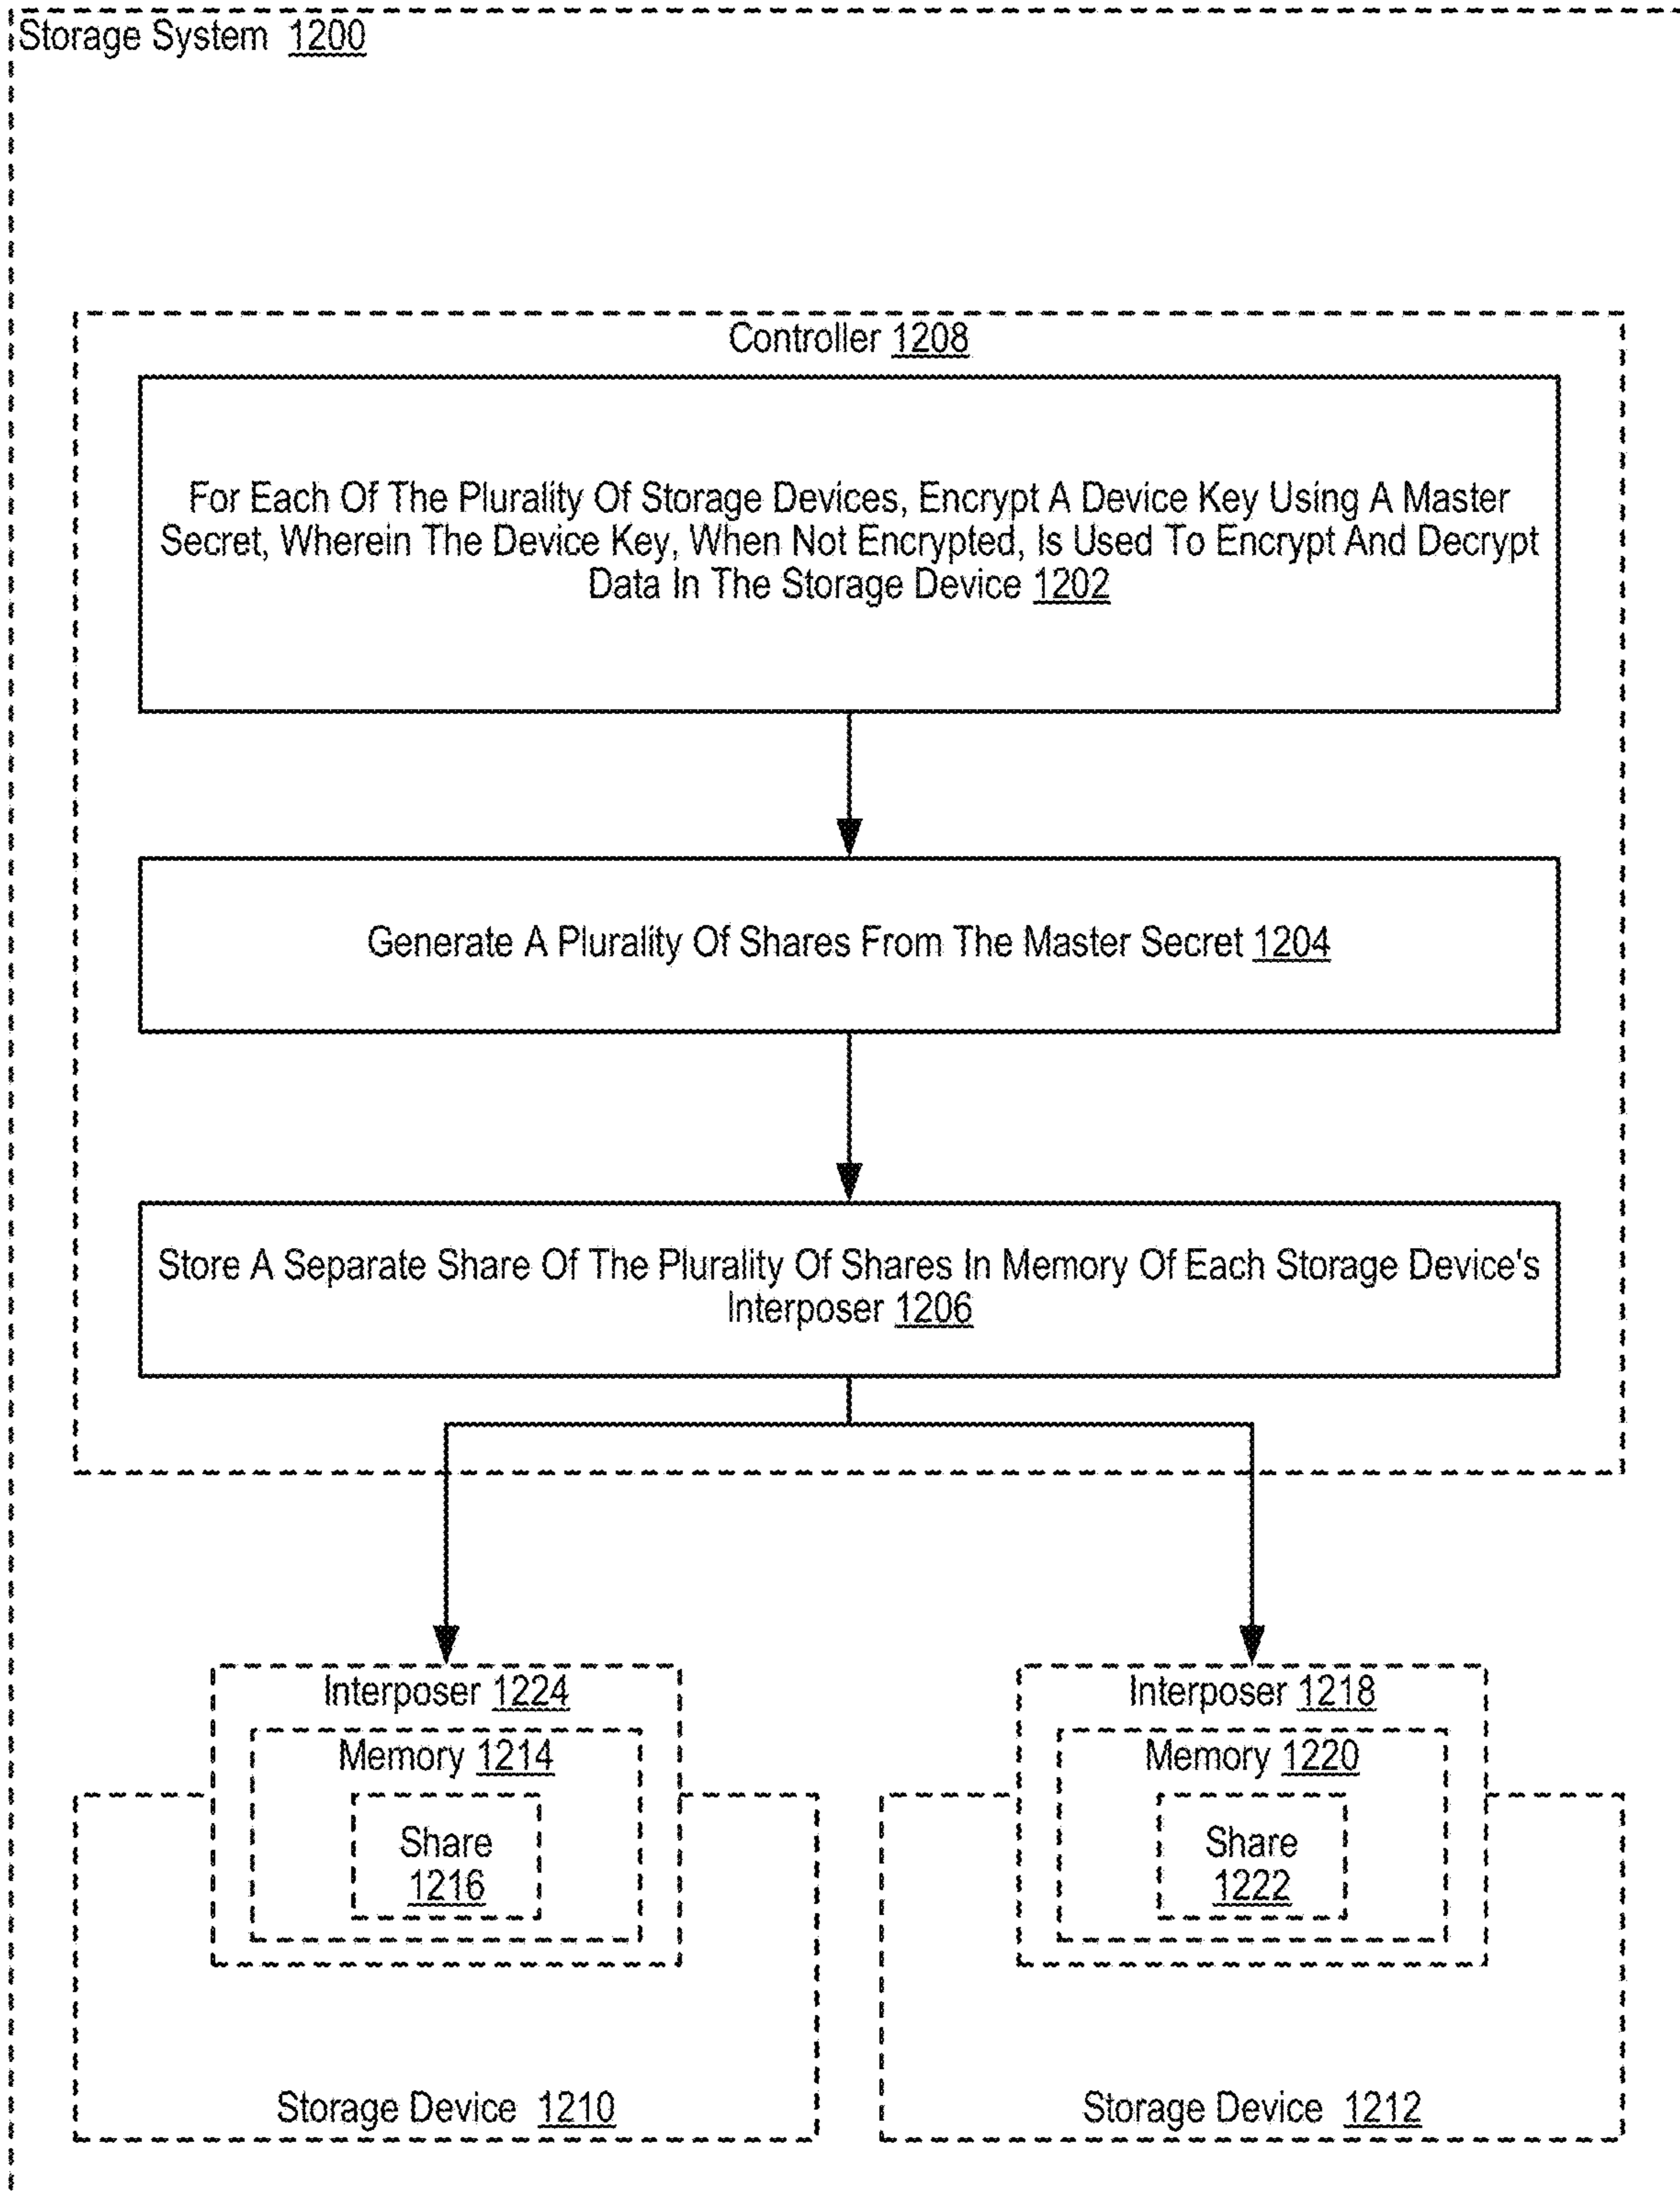 Storage System 1200
Controller 1208
For Each Of The Plurality Of Storage Devices, Encrypt A Device Key Using A Master
Secret, Wherein The Device Key, When Not Encrypted, Is Used To Encrypt And Decrypt
Data In The Storage Device 1202
Generate A Plurality Of Shares From The Master Secret 1204
Store A Separate Share Of The Plurality Of Shares In Memory Of Each Storage Device's
Interposer 1206
Interposer 1224
Memory 1214
Share
1216
Storage Device 1210
Interposer 1218
Memory 1220
Share
1222
Storage Device 1212